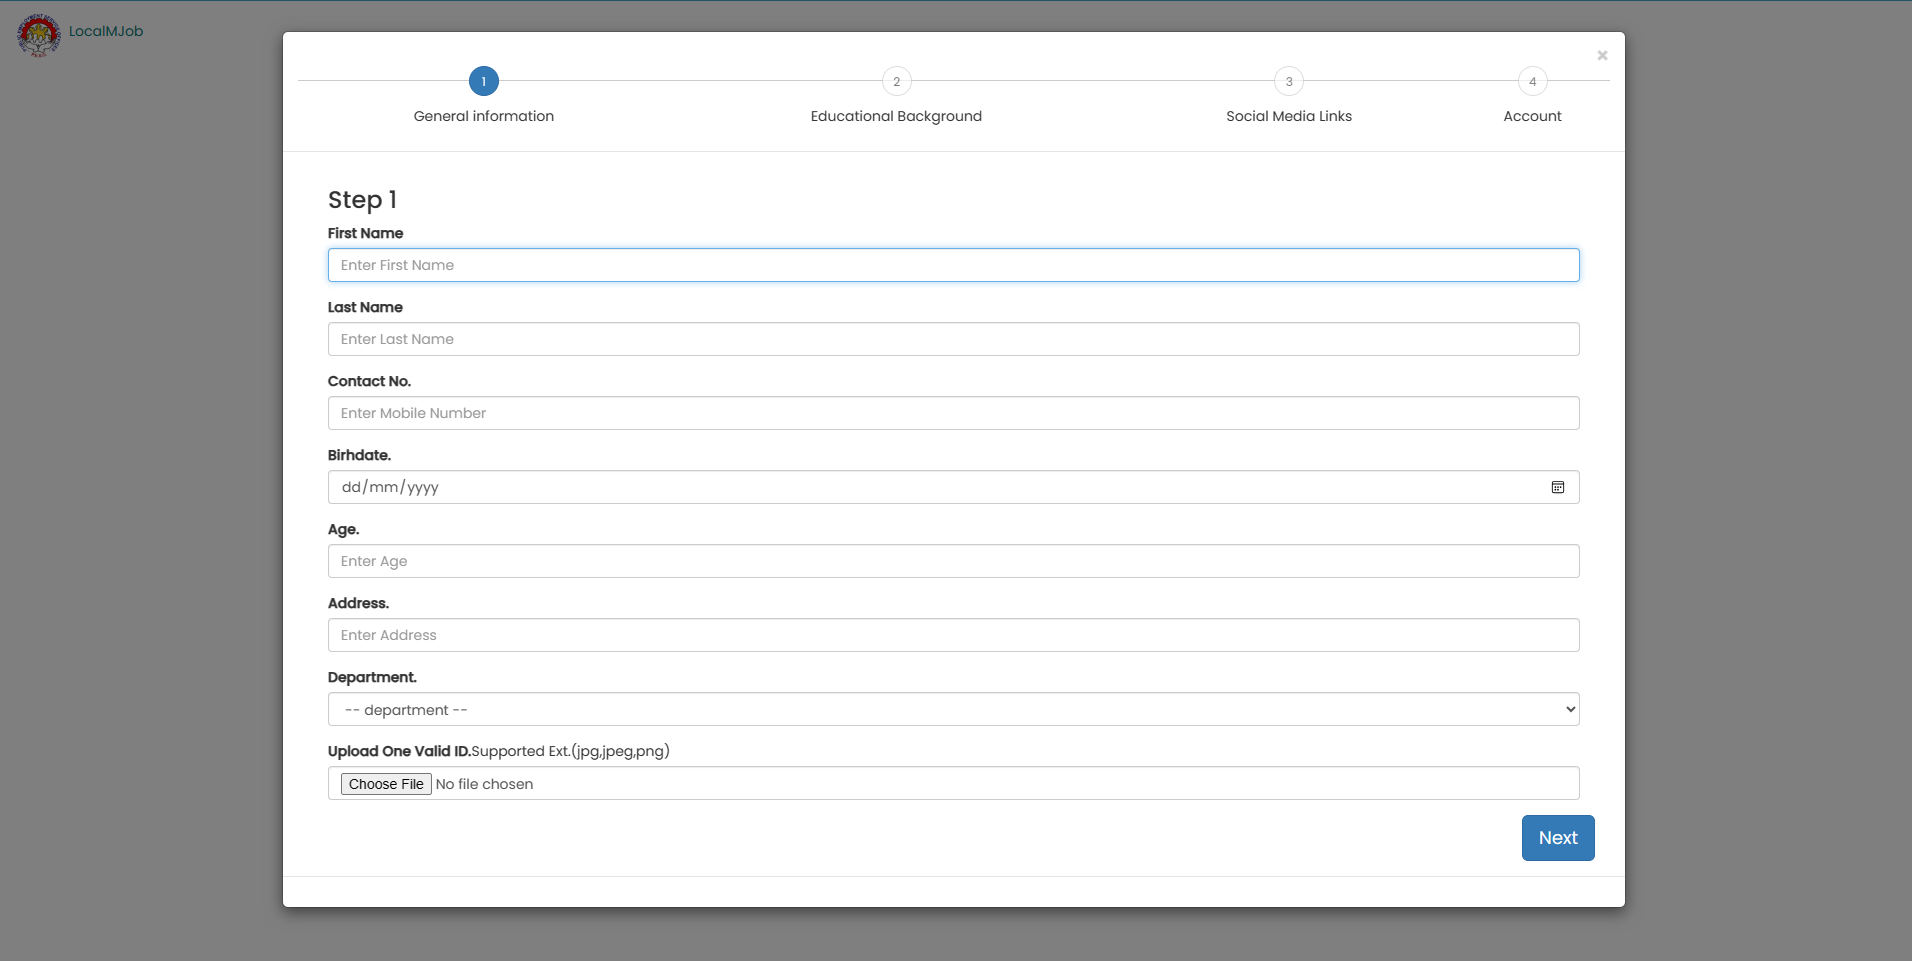 LocalMJob
×
1
2
3
4
General information
Educational Background
Social Media Links
Account
Step 1
First Name
Enter First Name
Last Name
Enter Last Name
Contact No.
Enter Mobile Number
Birhdate.
dd/mm/yyyy
Age.
Enter Age
Address.
Enter Address
Department.
-- department --
Upload One Valid ID.Supported Ext.(jpg,jpeg,png)
Choose File No file chosen
Next